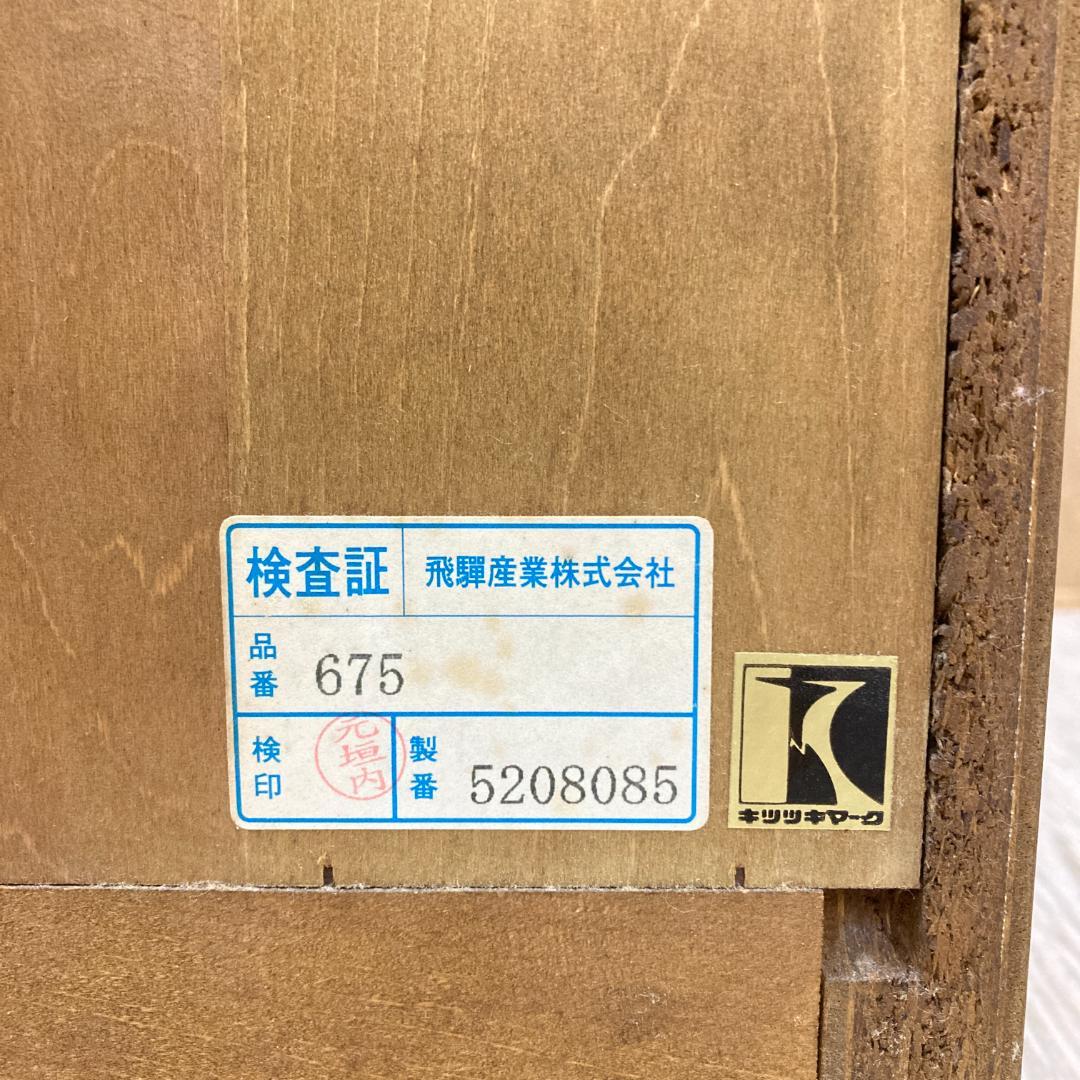 検査証 飛驒産業株式会社
品番 675
検印 元垣内 製番 5208085
キツツキマーク